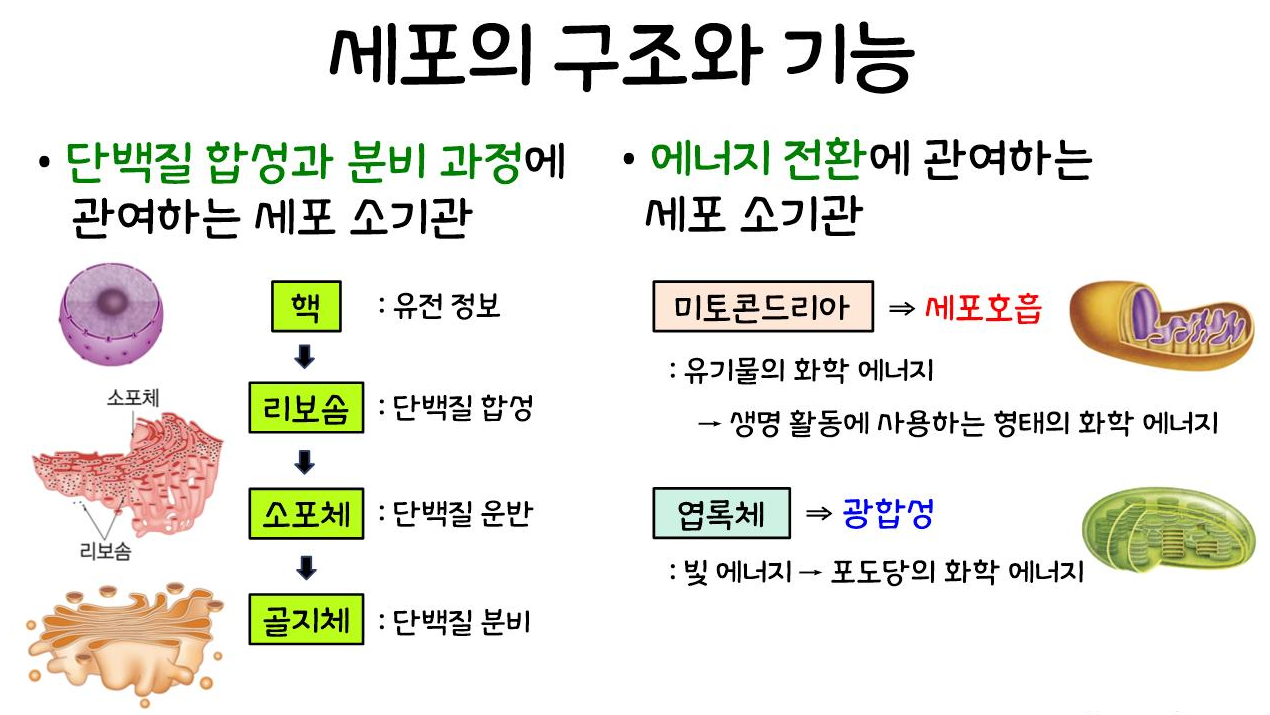 세포의 구조와 기능
• 단백질 합성과 분비 과정에
관여하는 세포 소기관
핵 : 유전 정보
소포체
리보솜 : 단백질 합성
소포체 : 단백질 운반
리보솜
골지체 : 단백질 분비
• 에너지 전환에 관여하는
세포 소기관
미토콘드리아 ⇒ 세포호흡
: 유기물의 화학 에너지
→ 생명 활동에 사용하는 형태의 화학 에너지
엽록체 ⇒ 광합성
: 빛 에너지 → 포도당의 화학 에너지